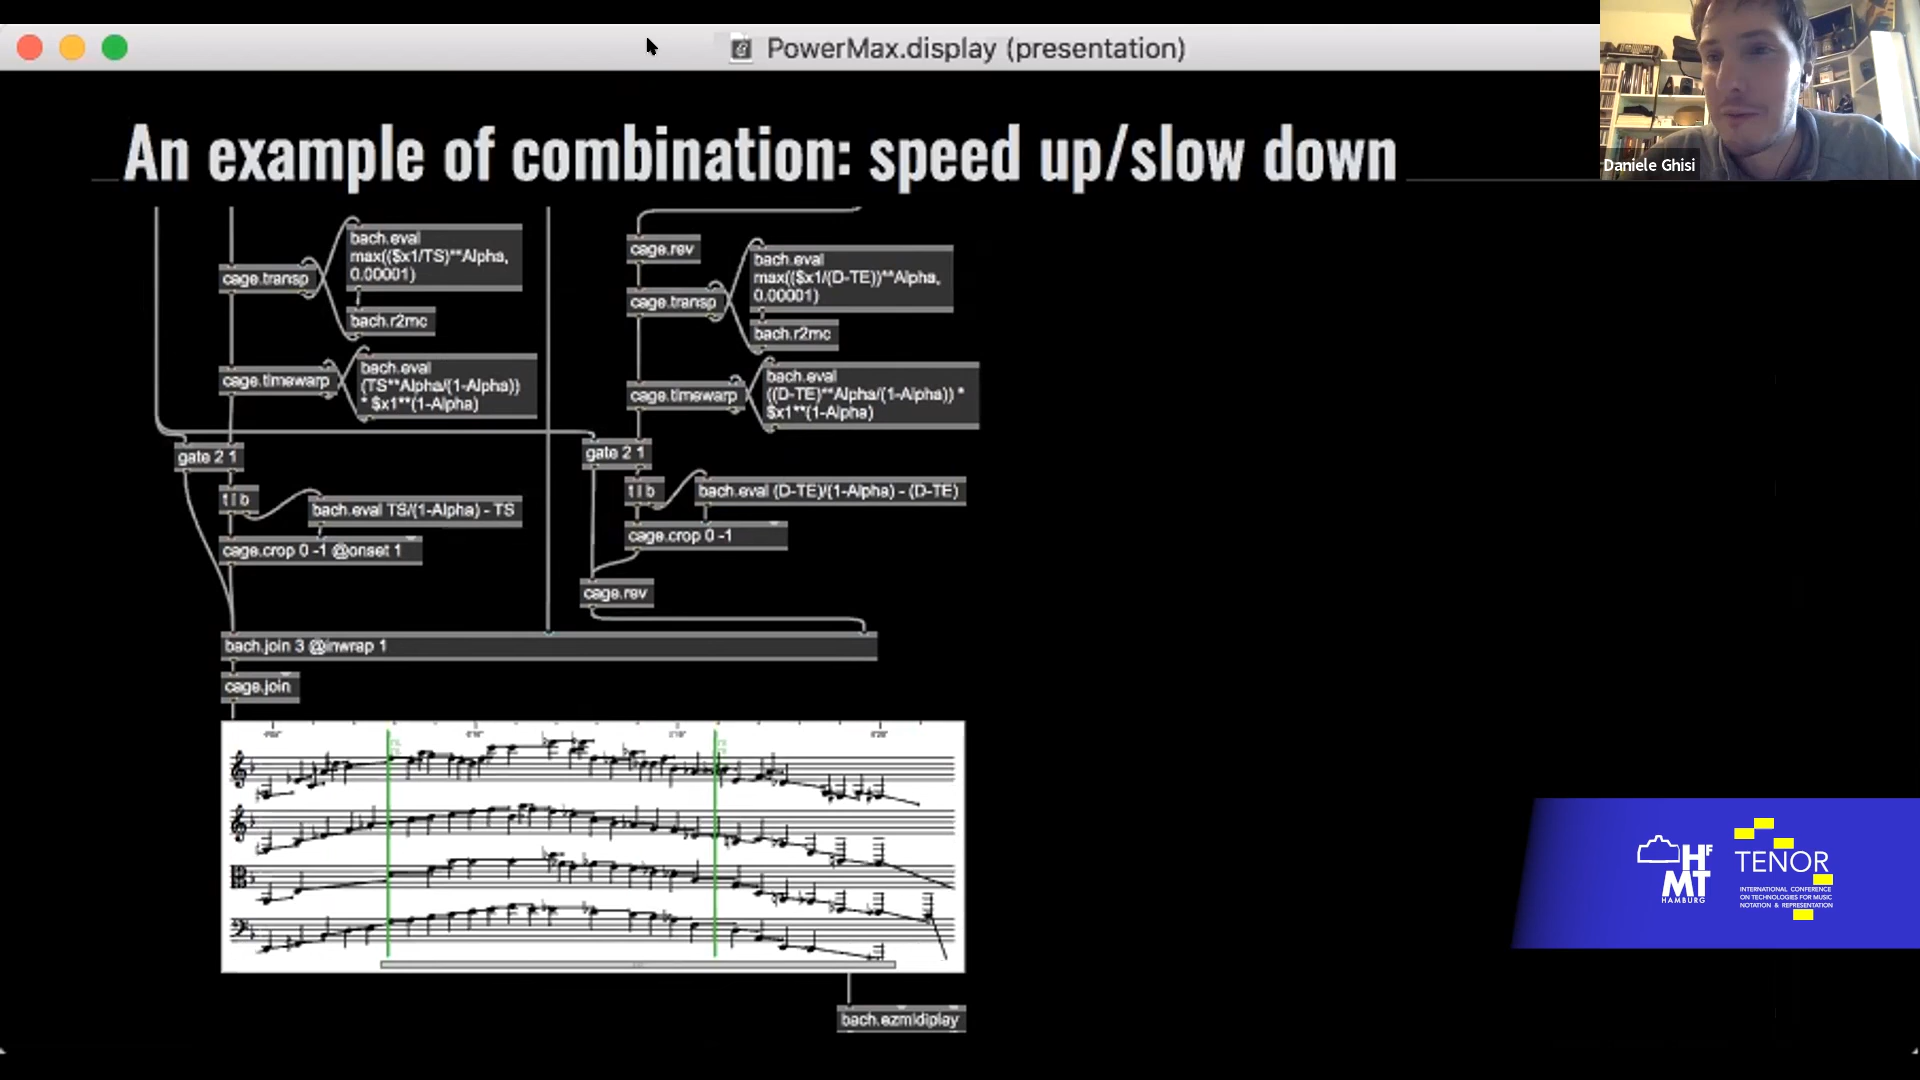 PowerMax.display (presentation)
Daniele Ghisi
An example of combination: speed up/slow down
bach.eval
max(($x1/TS)**Alpha,
0.00001)
cage.transp
bach.r2mc
bach.eval
(TS**Alpha/(1-Alpha))
* $x1**(1-Alpha)
cage.timewarp
gate 2 1
t l b
bach.eval TS/(1-Alpha) - TS
cage.crop 0 -1 @onset 1
cage.rev
bach.eval
max(($x1/(D-TE))**Alpha,
0.00001)
cage.transp
bach.r2mc
bach.eval
((D-TE)**Alpha/(1-Alpha)) *
$x1**(1-Alpha)
cage.timewarp
gate 2 1
t l b
bach.eval (D-TE)/(1-Alpha) - (D-TE)
cage.crop 0 -1
cage.rev
bach.join 3 @inwrap 1
cage.join
bach.ezmidiplay
HfMT
HAMBURG
TENOR
INTERNATIONAL CONFERENCE
ON TECHNOLOGIES FOR MUSIC
NOTATION & REPRESENTATION